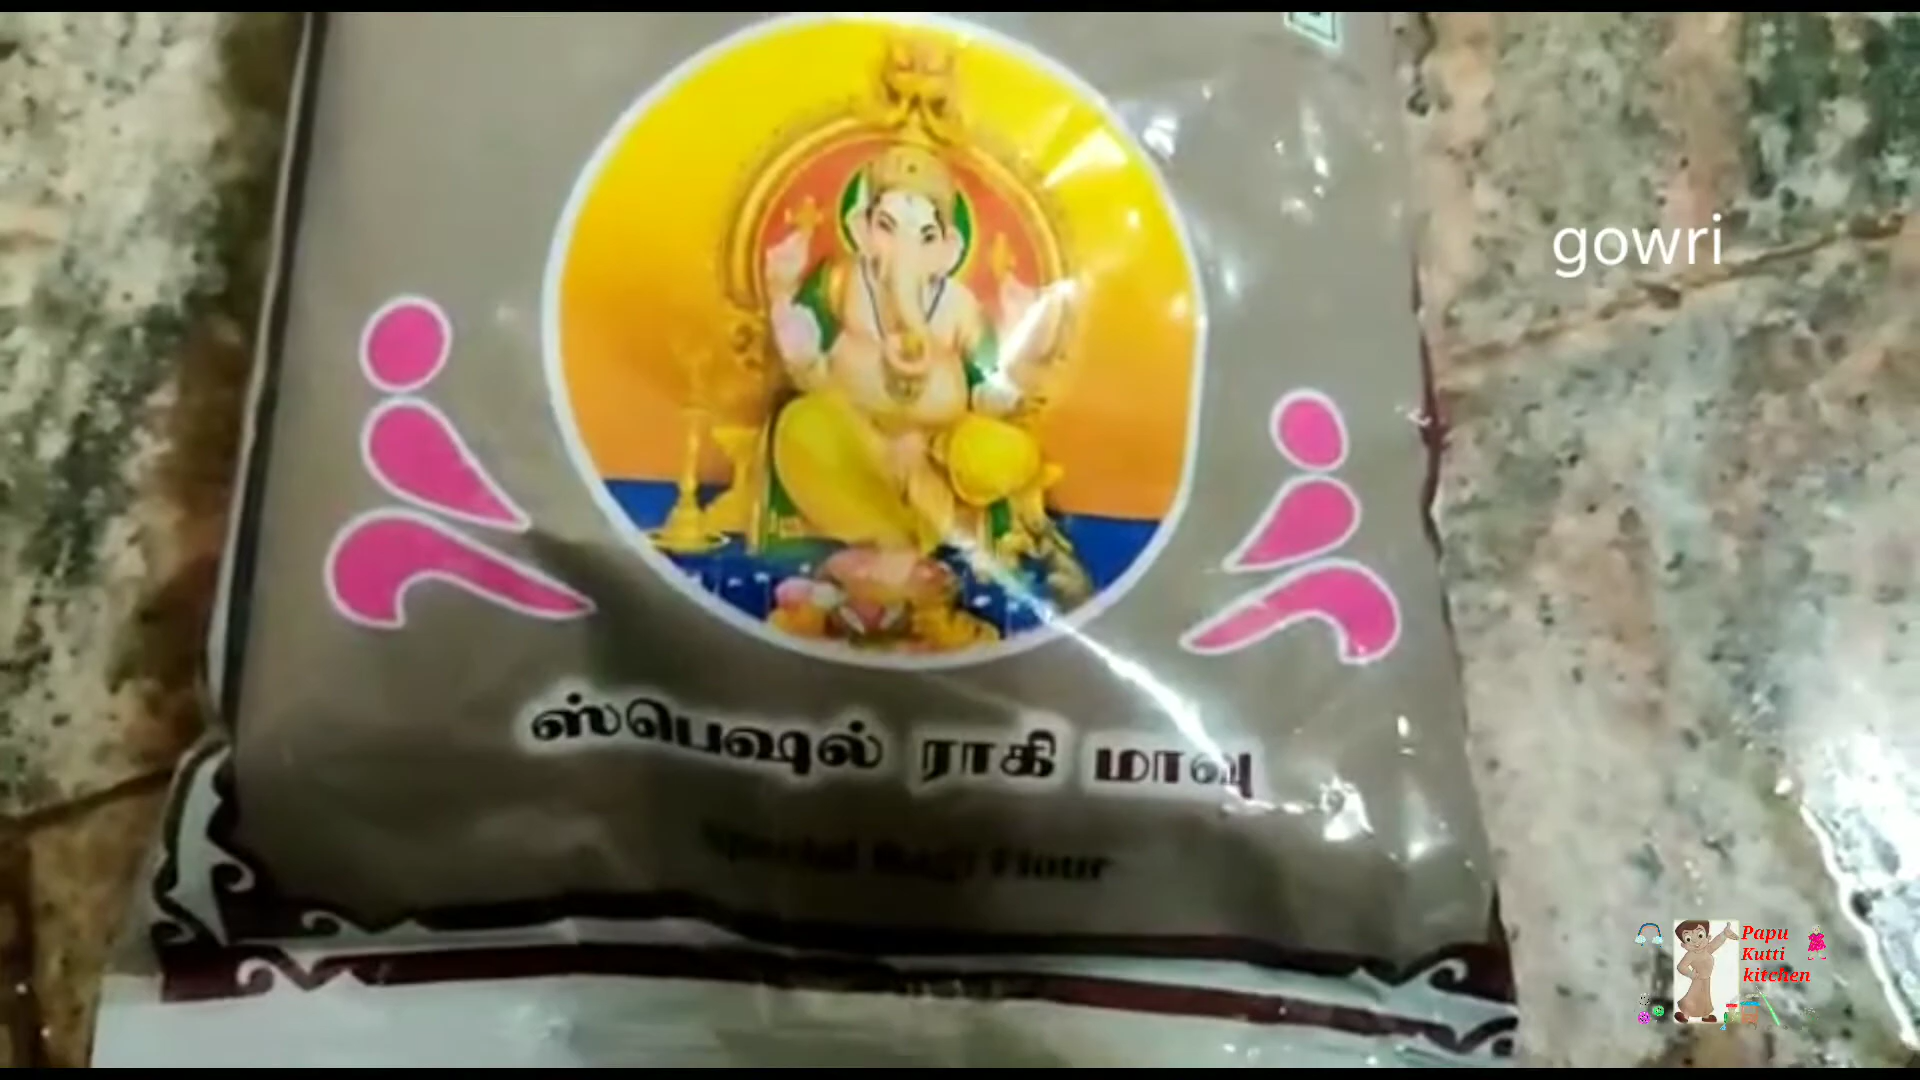 gowri
ஸ்பெஷல் ராகி மாவு
Special Ragi Flour
Papu
Kutti
kitchen